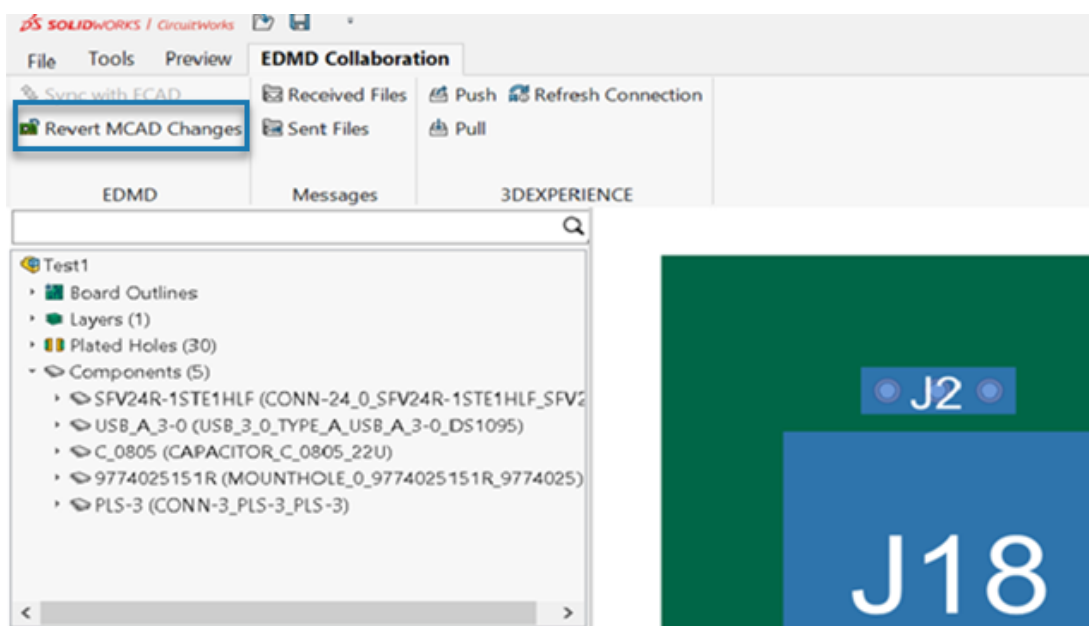 SOLIDWORKS | CircuitWorks
File Tools Preview EDMD Collaboration
Sync with ECAD Received Files Push Refresh Connection
Revert MCAD Changes Sent Files Pull
EDMD Messages 3DEXPERIENCE
Test1
Board Outlines
Layers (1)
Plated Holes (30)
Components (5)
SFV24R-1STE1HLF (CONN-24_0_SFV24R-1STE1HLF_SFV2
USB_A_3-0 (USB_3_0_TYPE_A_USB_A_3-0_DS1095)
C_0805 (CAPACITOR_C_0805_22U)
9774025151R (MOUNTHOLE_0_9774025151R_9774025)
PLS-3 (CONN-3_PLS-3_PLS-3)
J2
J18